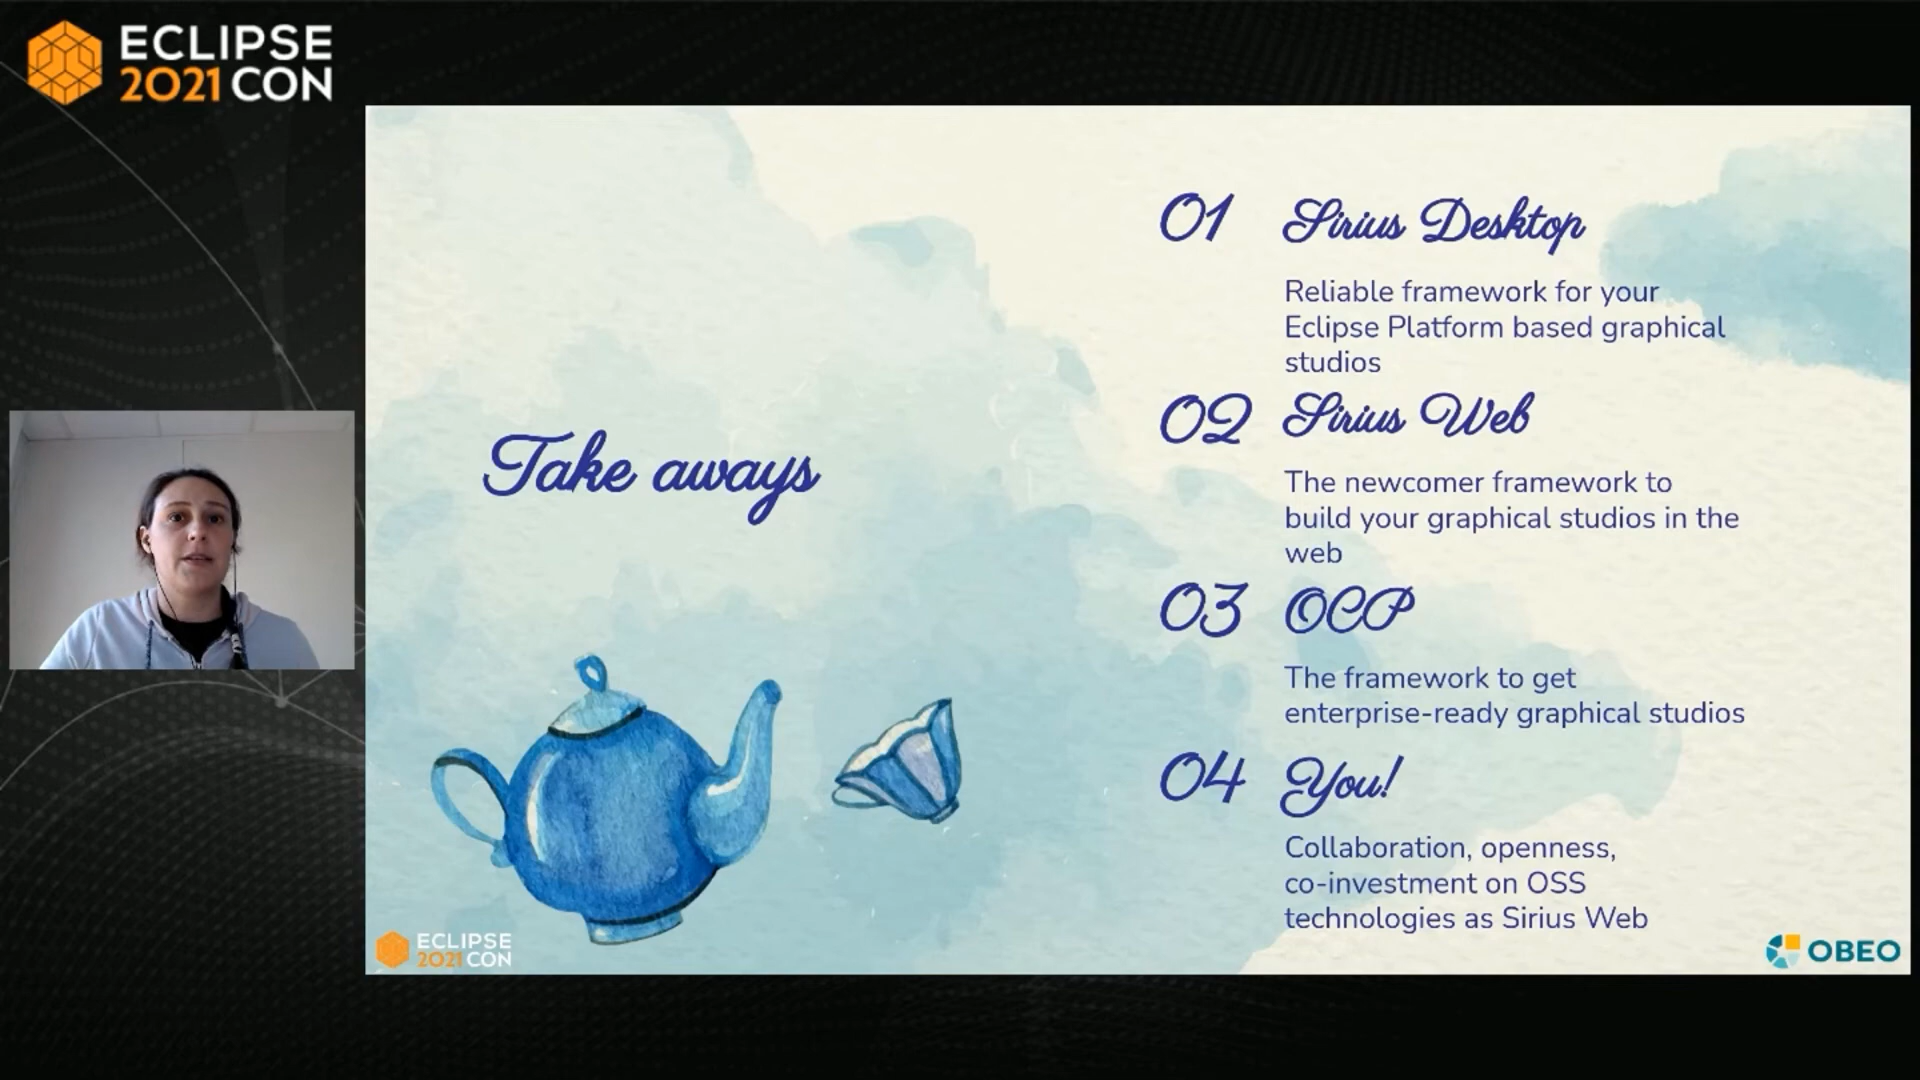 ECLIPSE
2021 CON
Take aways
01 Sirius Desktop
Reliable framework for your
Eclipse Platform based graphical
studios
02 Sirius Web
The newcomer framework to
build your graphical studios in the
web
03 OCP
The framework to get
enterprise-ready graphical studios
04 You!
Collaboration, openness,
co-investment on OSS
technologies as Sirius Web
ECLIPSE
2021 CON
OBEO